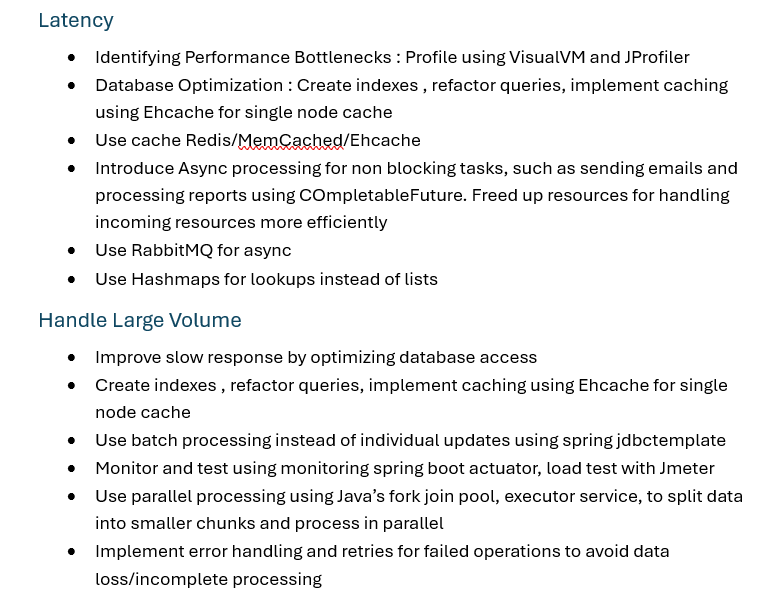 Latency
• Identifying Performance Bottlenecks : Profile using VisualVM and JProfiler
• Database Optimization : Create indexes , refactor queries, implement caching
using Ehcache for single node cache
• Use cache Redis/MemCached/Ehcache
• Introduce Async processing for non blocking tasks, such as sending emails and
processing reports using COmpletableFuture. Freed up resources for handling
incoming resources more efficiently
• Use RabbitMQ for async
• Use Hashmaps for lookups instead of lists
Handle Large Volume
• Improve slow response by optimizing database access
• Create indexes , refactor queries, implement caching using Ehcache for single
node cache
• Use batch processing instead of individual updates using spring jdbctemplate
• Monitor and test using monitoring spring boot actuator, load test with Jmeter
• Use parallel processing using Java’s fork join pool, executor service, to split data
into smaller chunks and process in parallel
• Implement error handling and retries for failed operations to avoid data
loss/incomplete processing